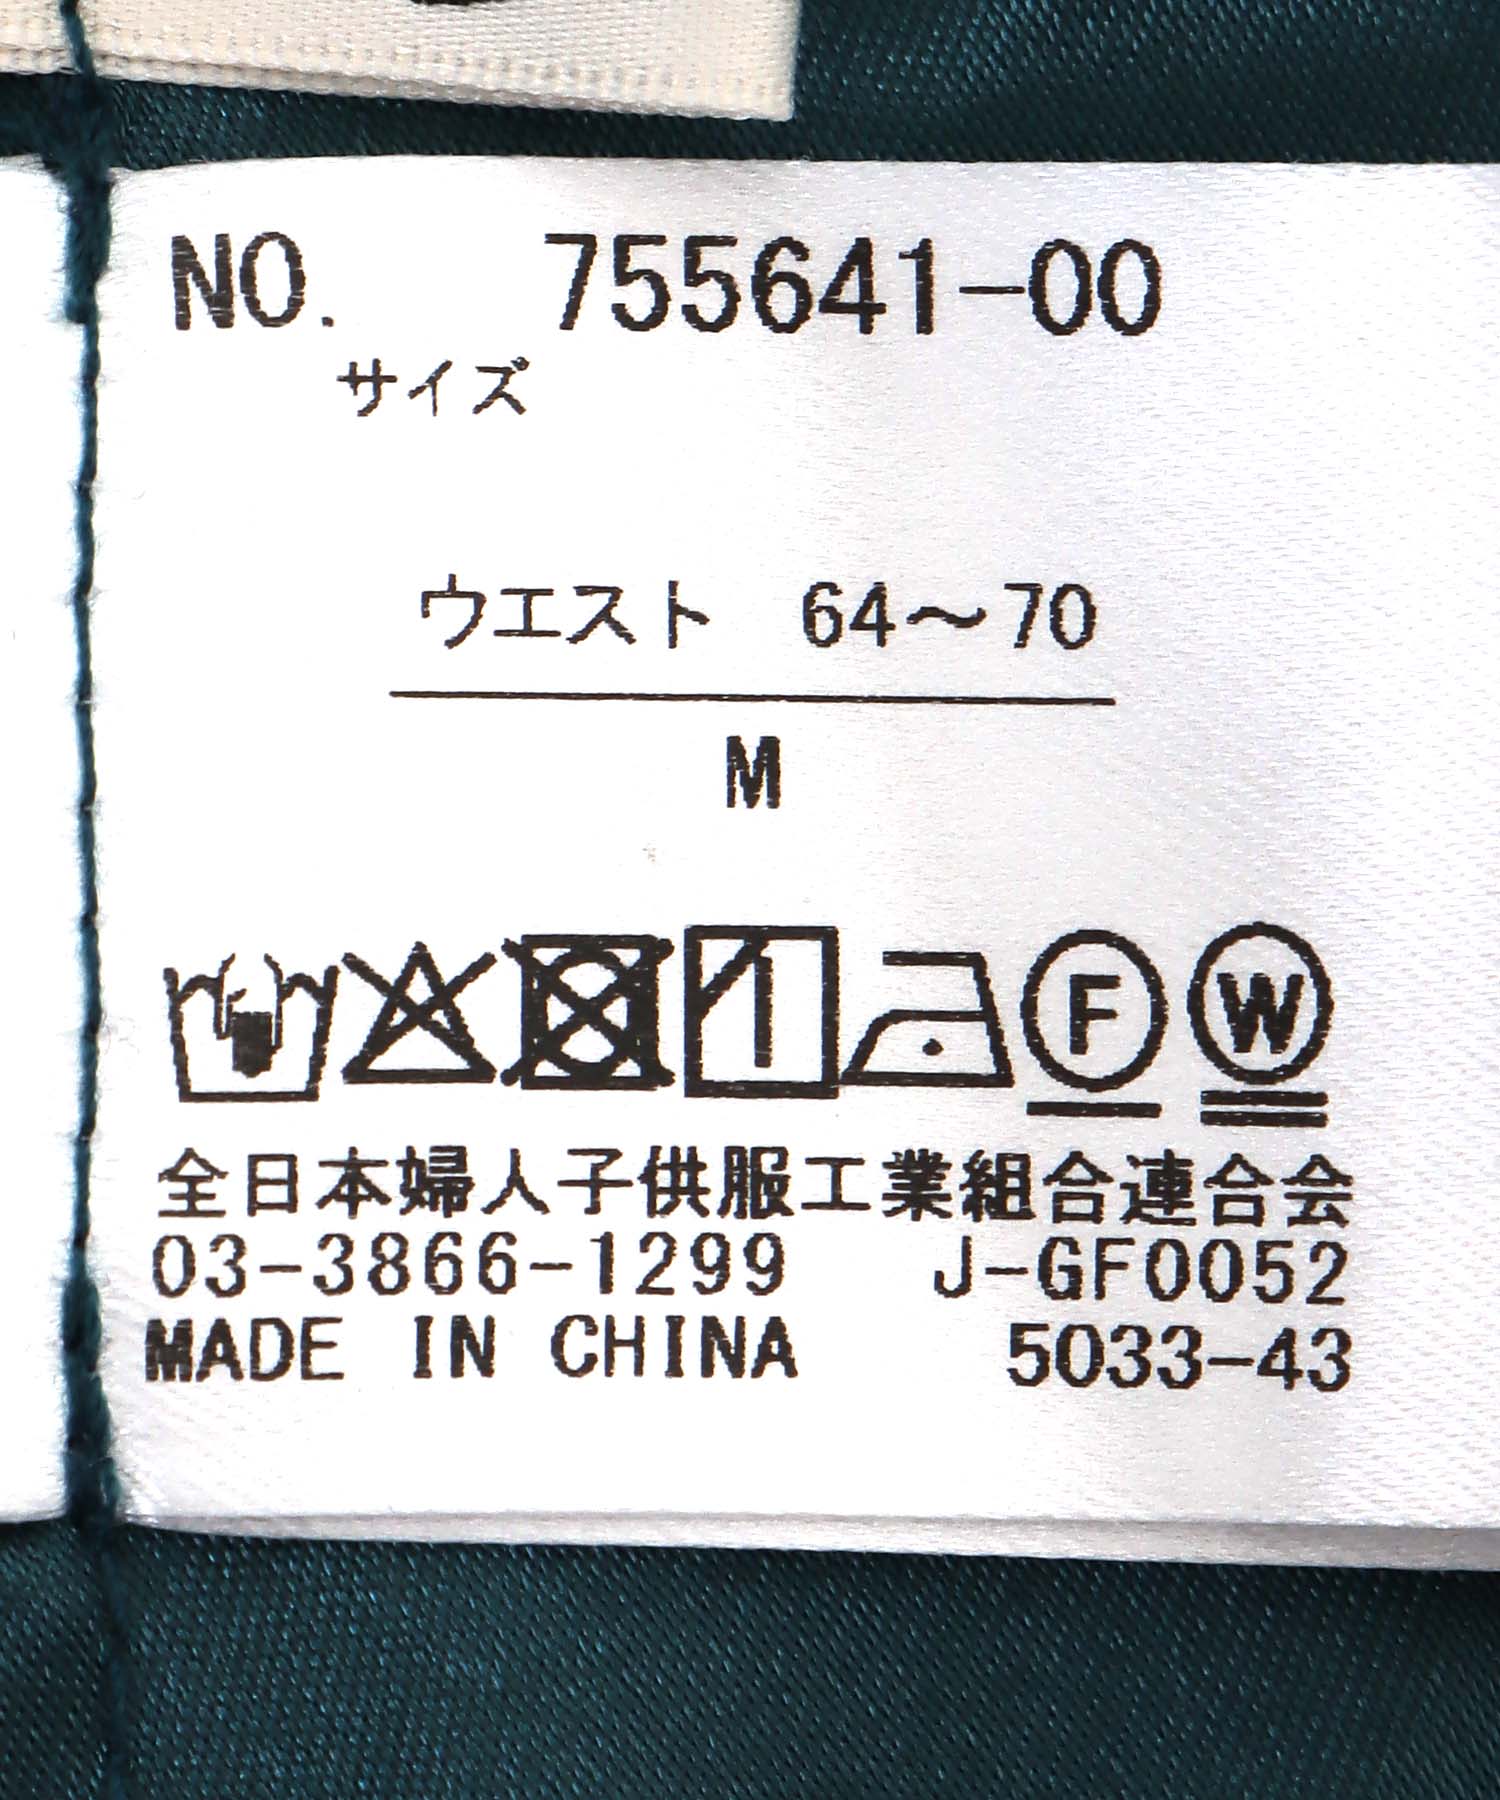 NO. 755641-00
サイズ
ウエスト 64～70
M
F W
全日本婦人子供服工業組合連合会
03-3866-1299 J-GF0052
MADE IN CHINA 5033-43